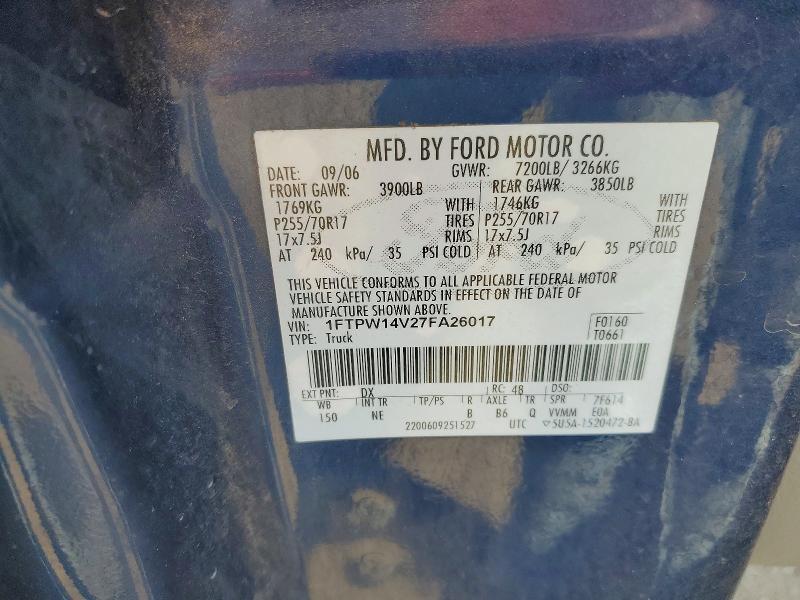 MFD. BY FORD MOTOR CO.
DATE: 09/06 GVWR: 7200LB/ 3266KG
FRONT GAWR: 3900LB REAR GAWR: 3850LB
1769KG WITH 1746KG WITH
P255/70R17 TIRES P255/70R17 TIRES
17x7.5J RIMS 17x7.5J RIMS
AT 240 kPa/ 35 PSI COLD AT 240 kPa/ 35 PSI COLD
THIS VEHICLE CONFORMS TO ALL APPLICABLE FEDERAL MOTOR
VEHICLE SAFETY STANDARDS IN EFFECT ON THE DATE OF
MANUFACTURE SHOWN ABOVE.
VIN: 1FTPW14V27FA26017 F0160
TYPE: Truck T0661
EXT PNT: DX RC: 48 DSO:
WB INT TR TP/PS R AXLE TR SPR 7F614
150 NE B B6 Q VVMM E0A
2200609251527 UTC ▽5U5A-1520472-BA